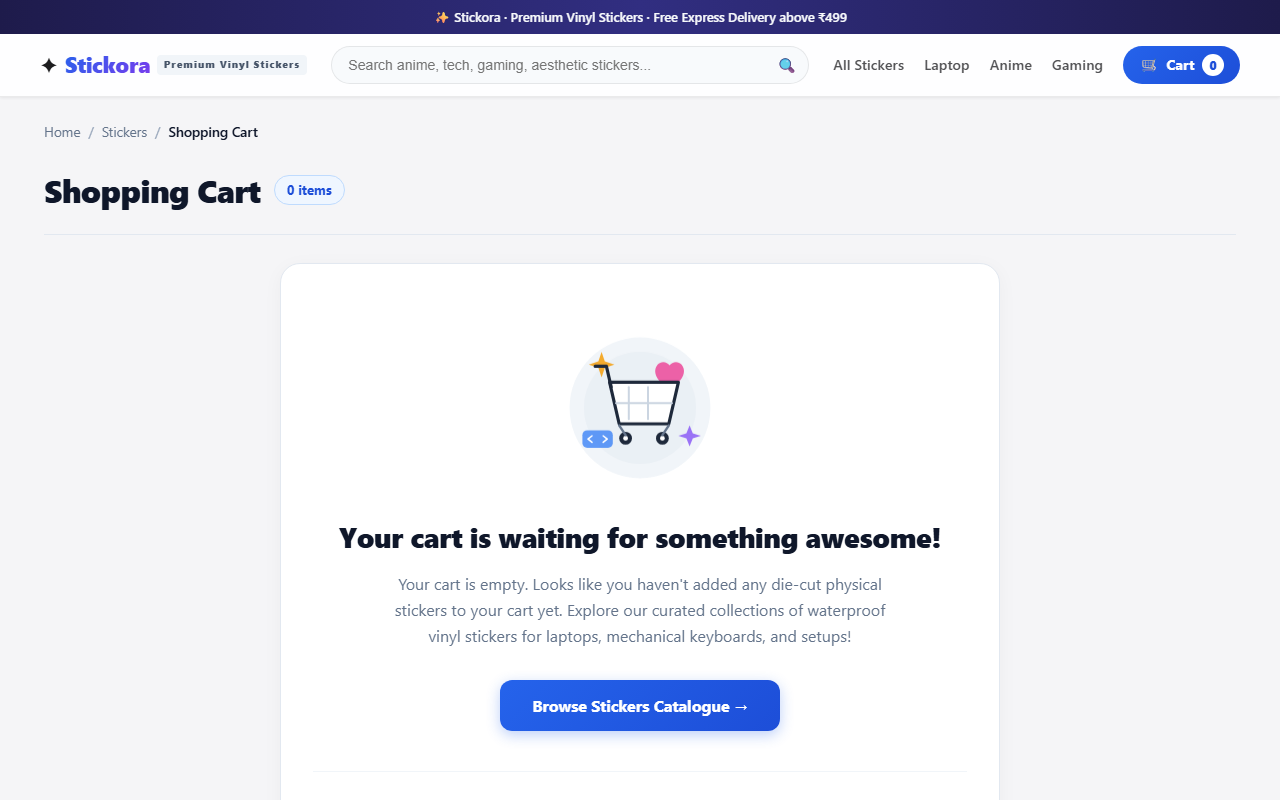 ✨ Stickora · Premium Vinyl Stickers · Free Express Delivery above ₹499
✦ Stickora Premium Vinyl Stickers
Search anime, tech, gaming, aesthetic stickers...
All Stickers Laptop Anime Gaming Cart 0
Home / Stickers / Shopping Cart
Shopping Cart 0 items
< >
Your cart is waiting for something awesome!
Your cart is empty. Looks like you haven't added any die-cut physical
stickers to your cart yet. Explore our curated collections of waterproof
vinyl stickers for laptops, mechanical keyboards, and setups!
Browse Stickers Catalogue →